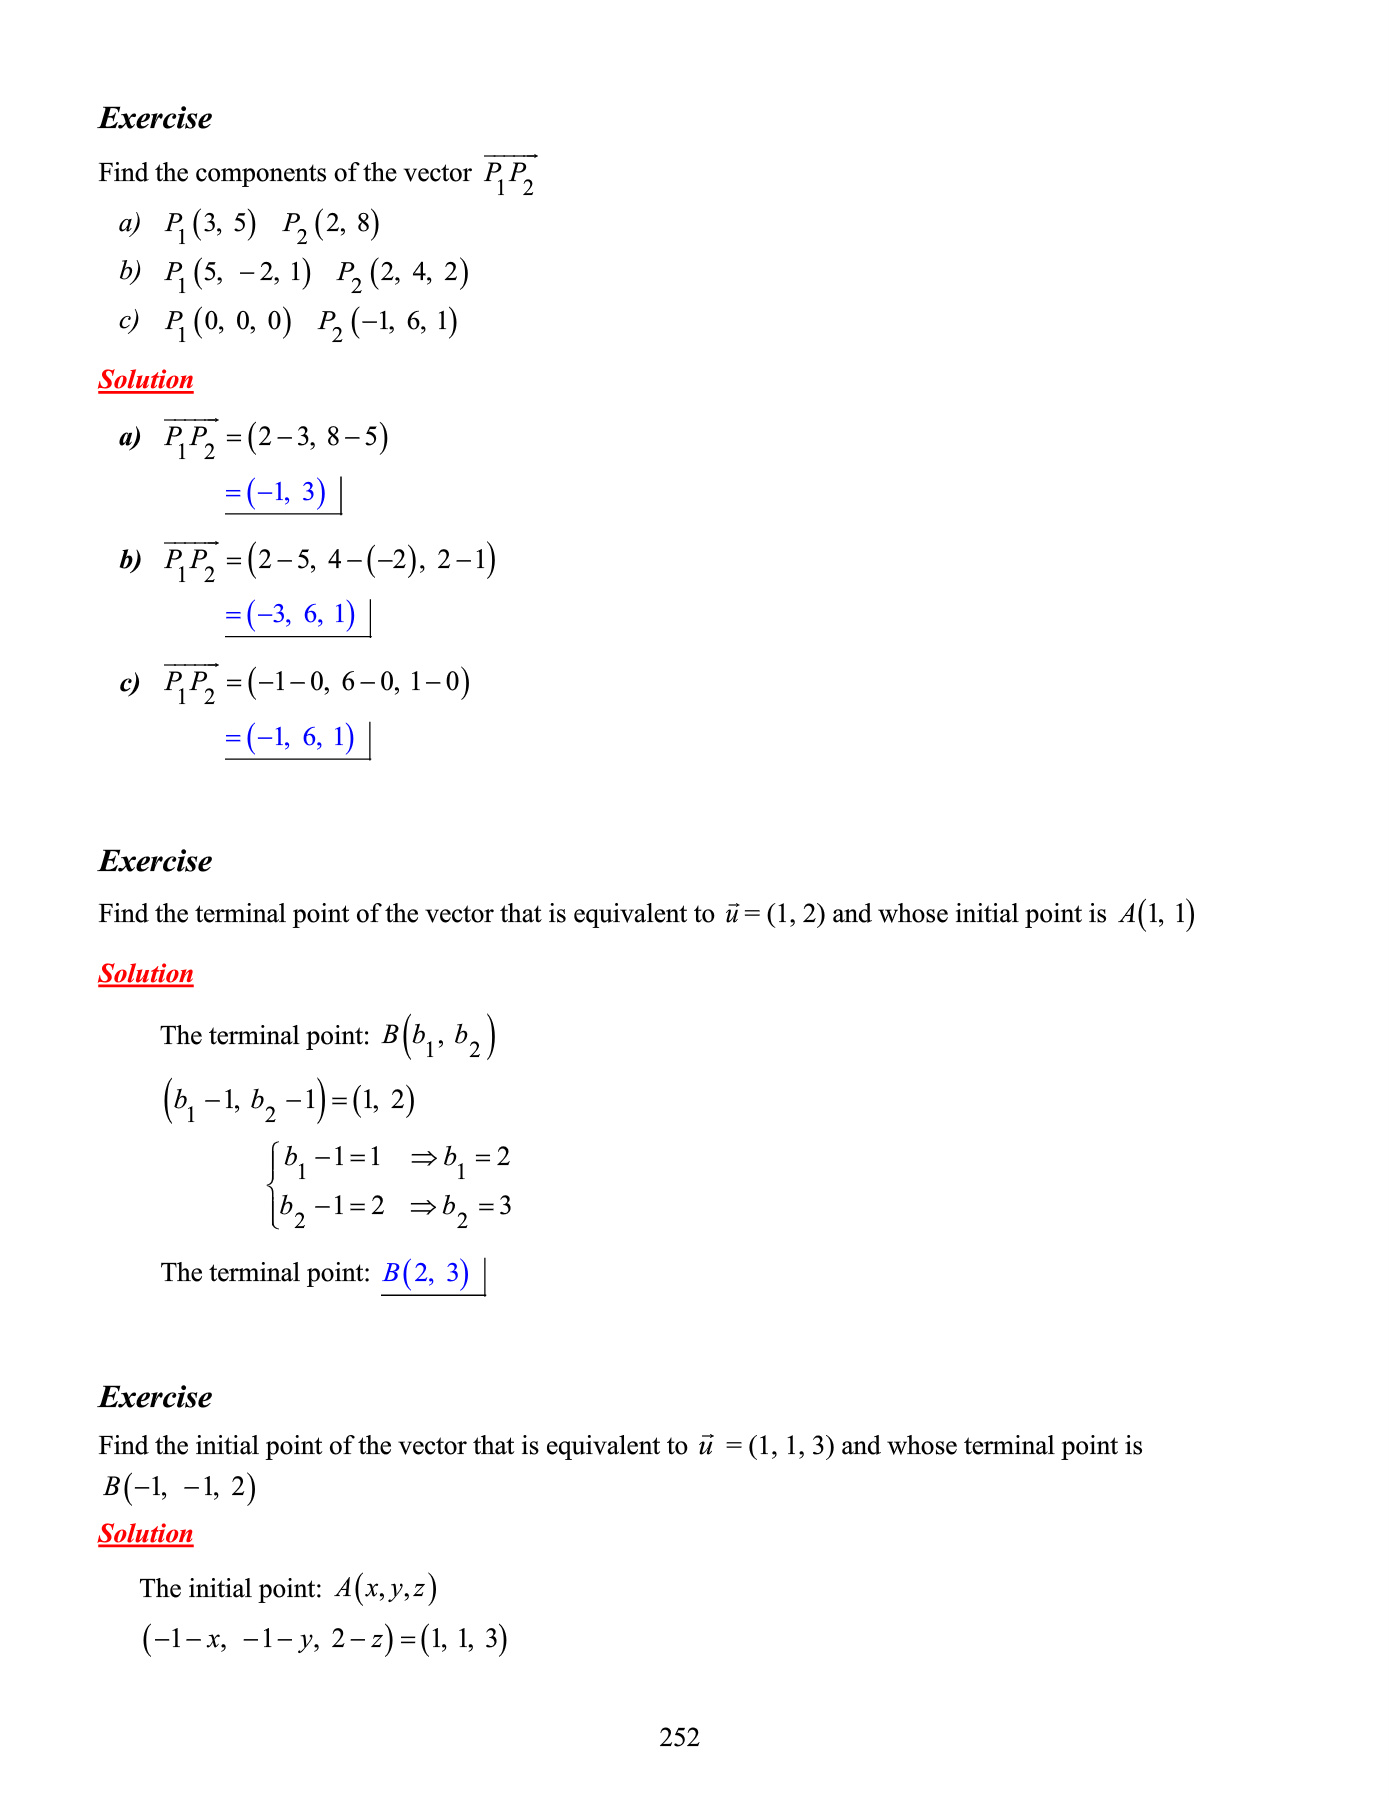 Exercise
Find the components of the vector $\overrightarrow{P_1P_2}$
a) $P_1(3, 5)$ $P_2(2, 8)$
b) $P_1(5, -2, 1)$ $P_2(2, 4, 2)$
c) $P_1(0, 0, 0)$ $P_2(-1, 6, 1)$
Solution
a) $\overrightarrow{P_1P_2} = (2-3, 8-5)$
$= (-1, 3)$
b) $\overrightarrow{P_1P_2} = (2-5, 4-(-2), 2-1)$
$= (-3, 6, 1)$
c) $\overrightarrow{P_1P_2} = (-1-0, 6-0, 1-0)$
$= (-1, 6, 1)$
Exercise
Find the terminal point of the vector that is equivalent to $\vec{u} = (1, 2)$ and whose initial point is $A(1, 1)$
Solution
The terminal point: $B(b_1, b_2)$
$(b_1 - 1, b_2 - 1) = (1, 2)$
$b_1 - 1 = 1 \Rightarrow b_1 = 2$
$b_2 - 1 = 2 \Rightarrow b_2 = 3$
The terminal point: $B(2, 3)$
Exercise
Find the initial point of the vector that is equivalent to $\vec{u} = (1, 1, 3)$ and whose terminal point is
$B(-1, -1, 2)$
Solution
The initial point: $A(x, y, z)$
$(-1-x, -1-y, 2-z) = (1, 1, 3)$
252